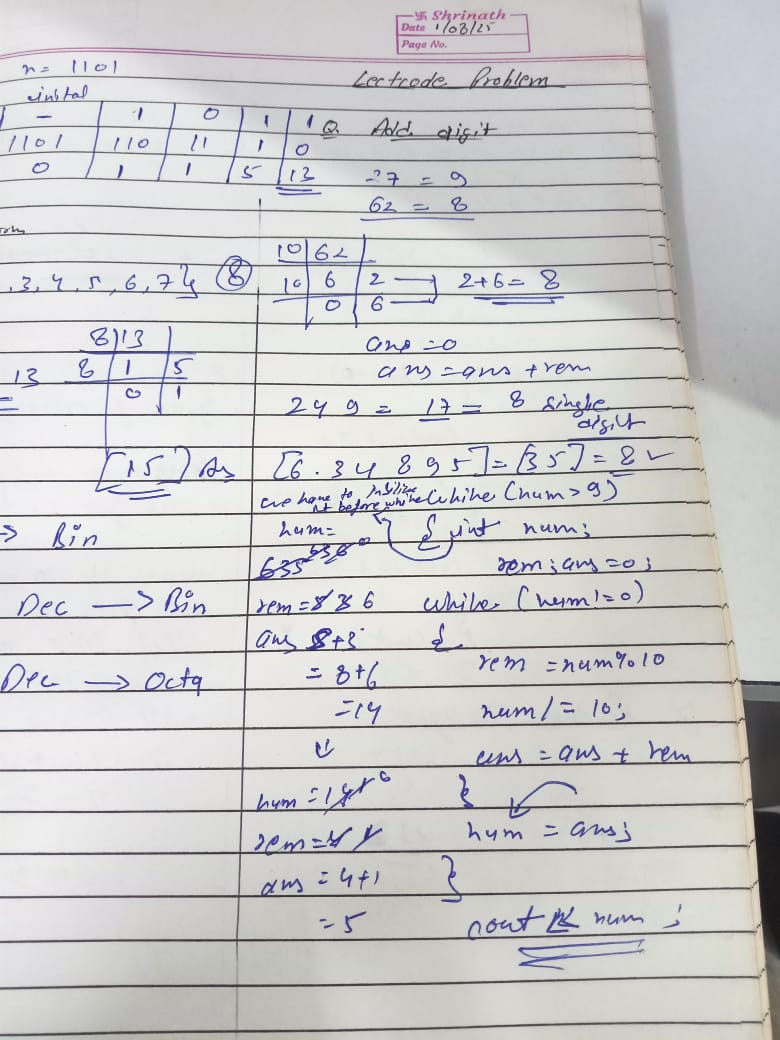 卐 Shrinath
Date 1/08/25
Page No.
n = 1101
Leetcode Problem
- 1 0 1 1
1101 110 11 1 0
0 1 1 5 13
Q. Add digit
27 = 9
62 = 8
, 3, 4, 5, 6, 7} 8
10 62
10 6 2
0 6
2+6 = 8
8 13
13 8 1 5
0 1
ans = 0
ans = ans + rem
249 = 17 = 8 single
digit
[15] As
[6.34 895] = [35] = 8 ✓
we have to
it before while
while (num > 9)
→ Bin
num =
{ int num;
635
rem; ans = 0;
Dec → Bin
rem = 8 3 6
while (num != 0)
ans 8+3
{
= 8+6
rem = num % 10
Dec → Octa
= 14
num /= 10;
ans = ans + rem
num = 14 1 0
}
rem = 4 1
num = ans;
ans = 4+1
}
= 5
cout << num ;